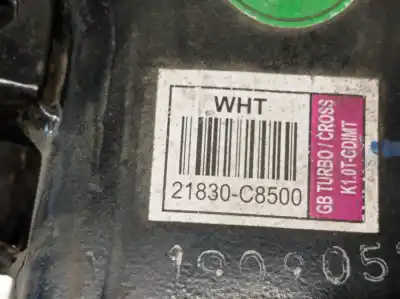 WHT
21830-C8500
GB TURBO / CROSS
K1.0T-GDIMT